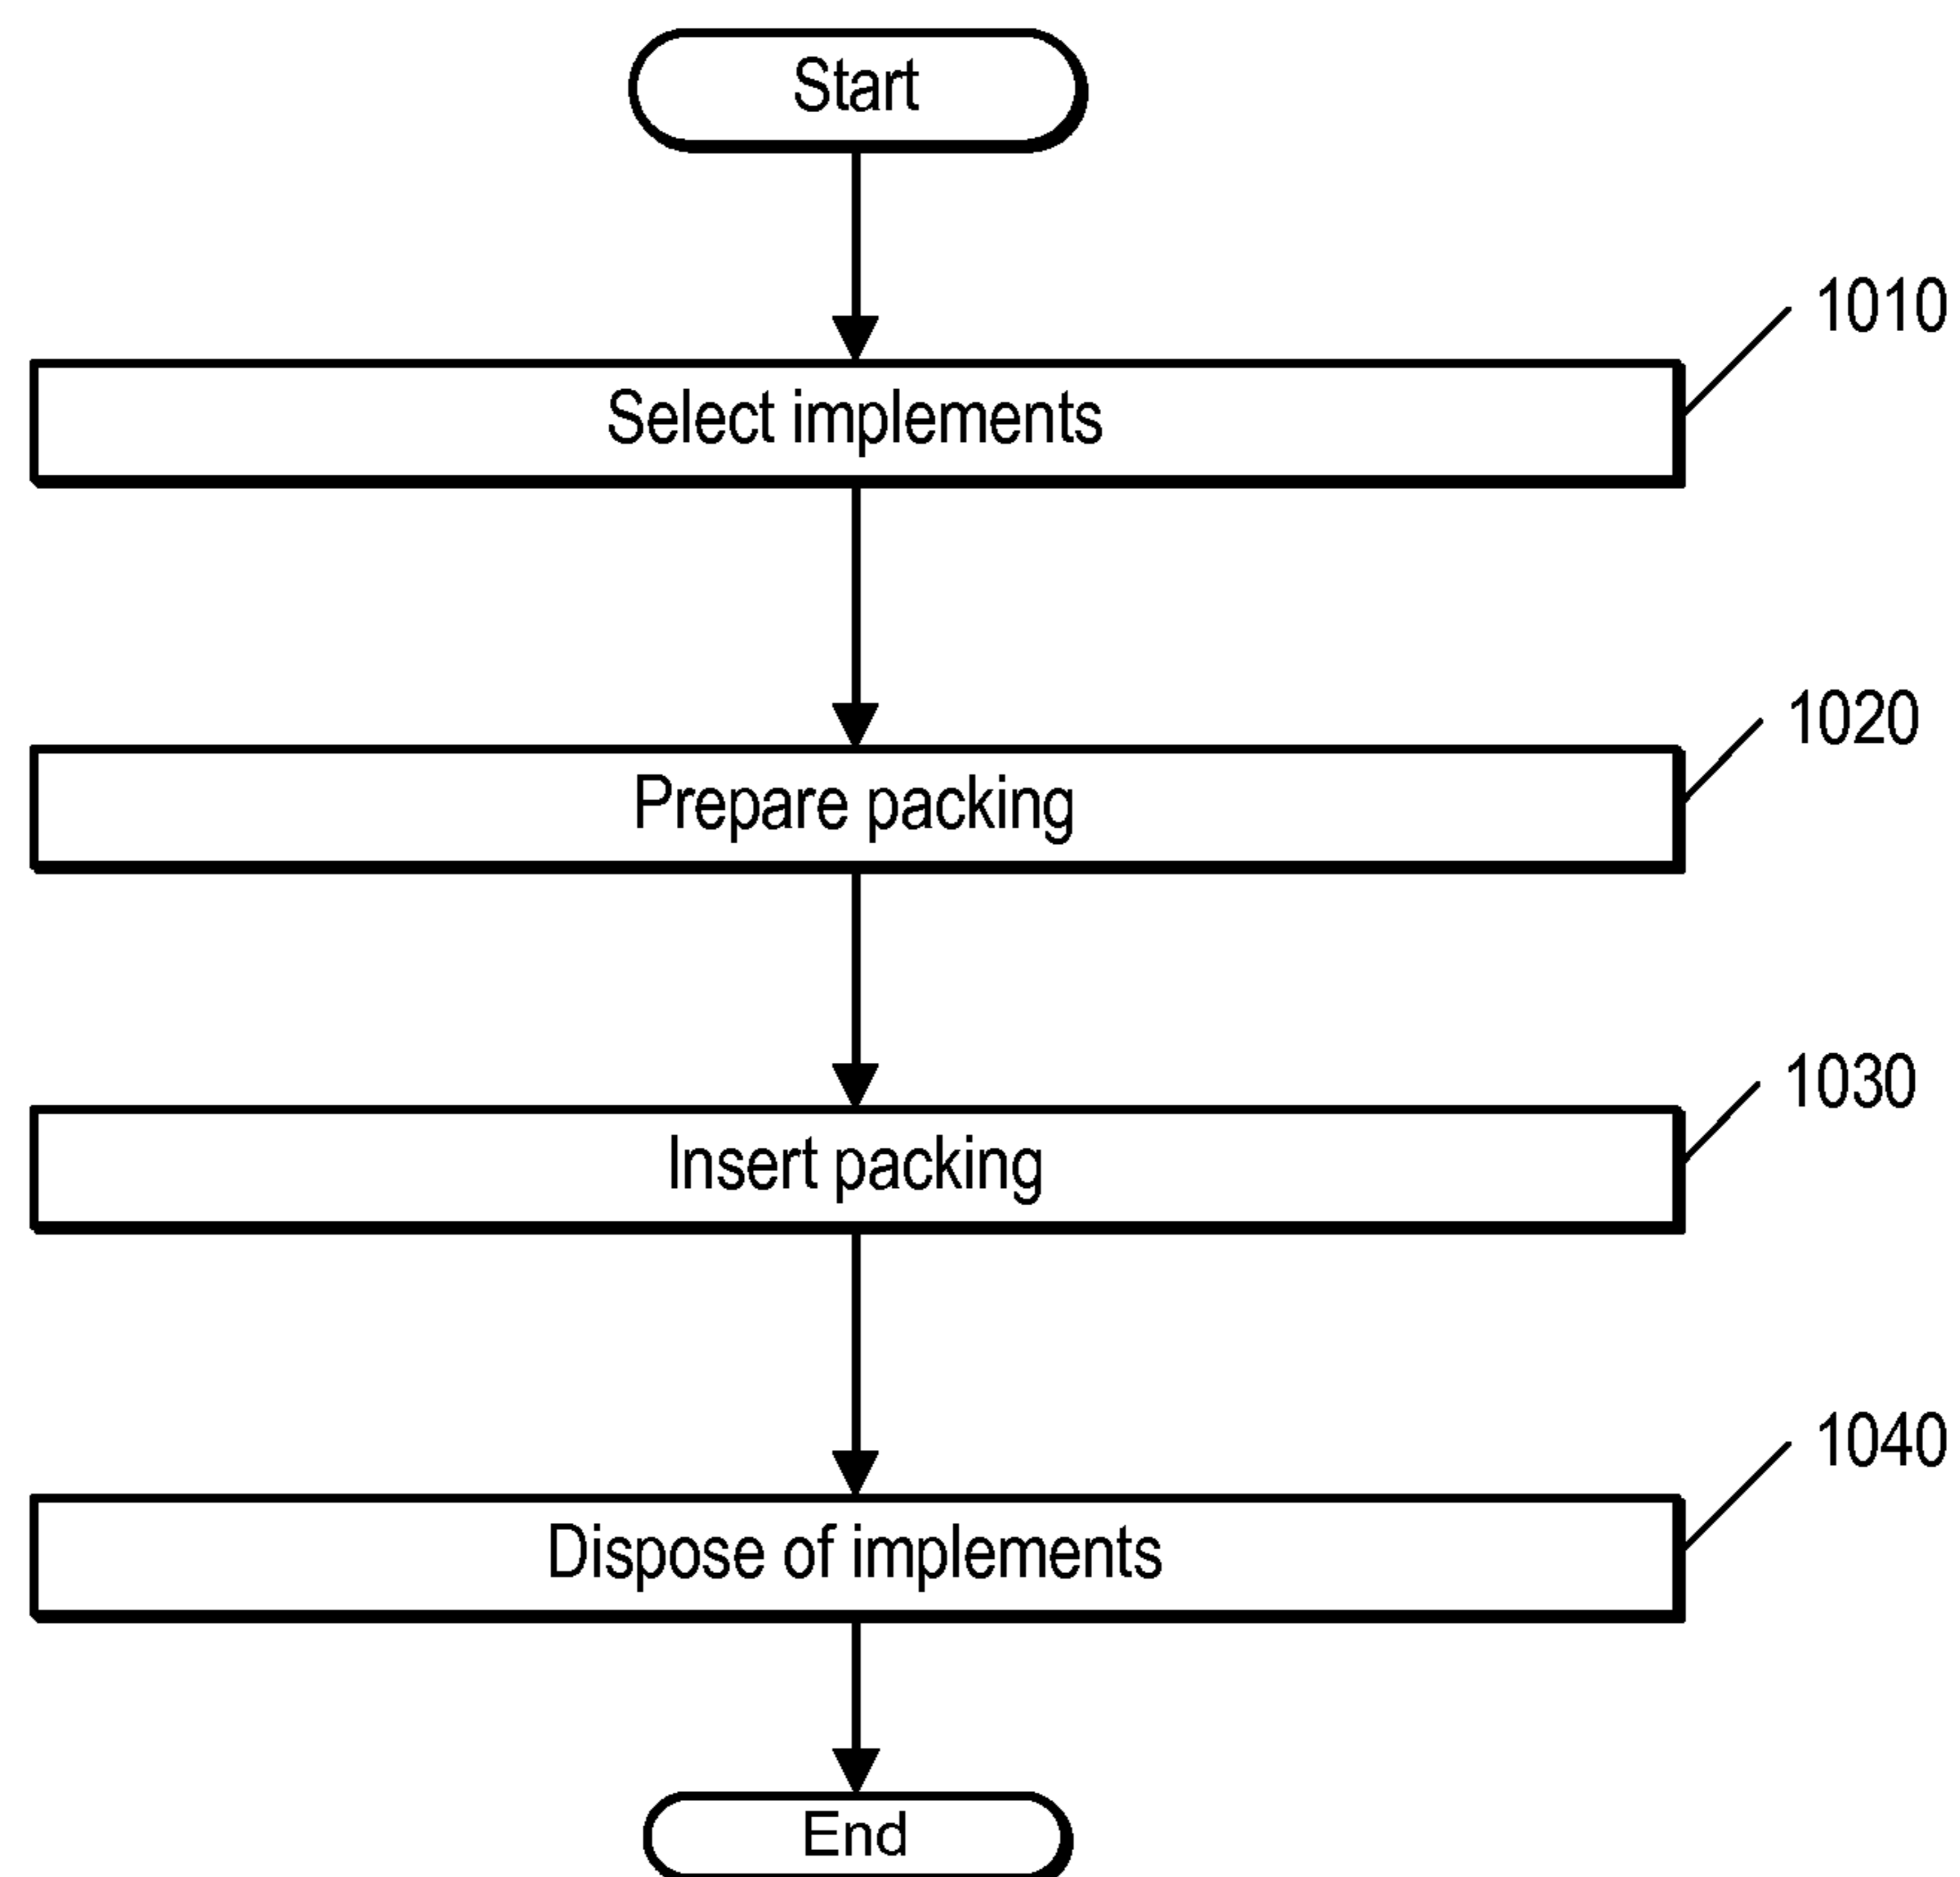 Start
1010
Select implements
1020
Prepare packing
1030
Insert packing
1040
Dispose of implements
End